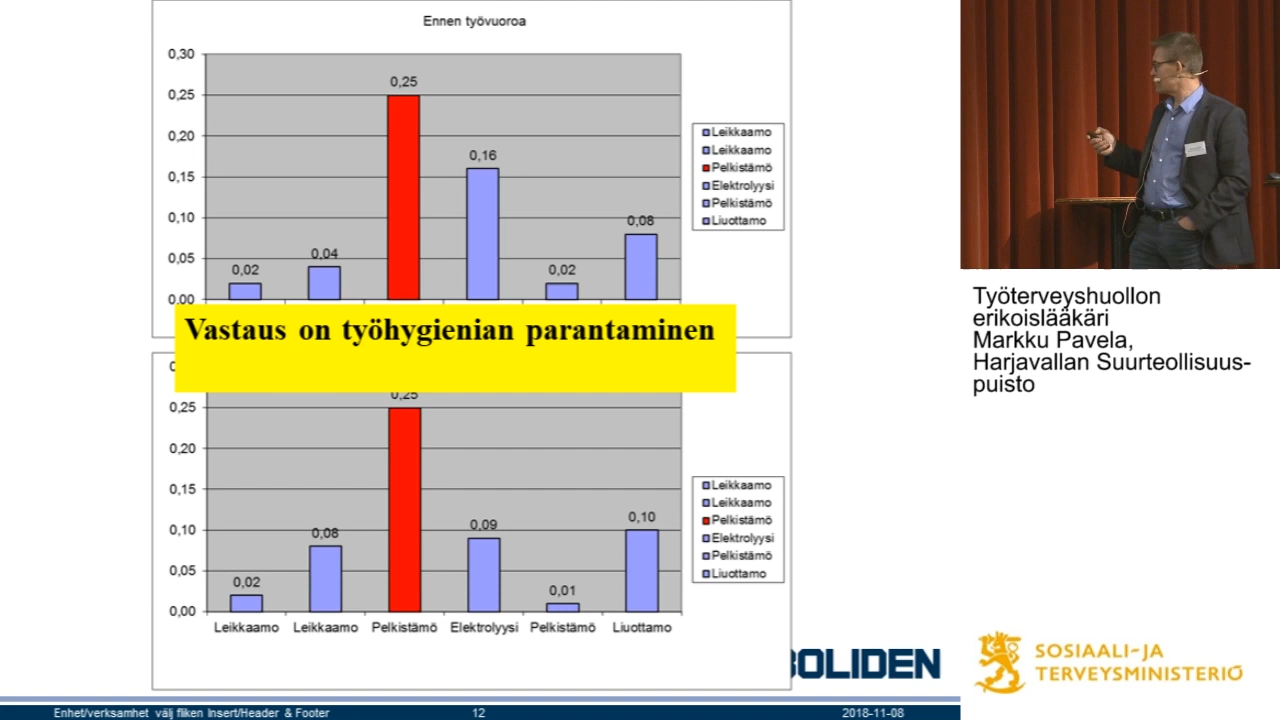 Ennen työvuoroa
0,30
0,25
0,20
0,15
0,10
0,05
0,00
0,02
0,04
0,25
0,16
0,02
0,08
Leikkaamo
Leikkaamo
Pelkistämö
Elektrolyysi
Pelkistämö
Liuottamo
Vastaus on työhygienian parantaminen
0,25
0,20
0,15
0,10
0,05
0,00
0,02
0,08
0,25
0,09
0,01
0,10
Leikkaamo Leikkaamo Pelkistämö Elektrolyysi Pelkistämö Liuottamo
Leikkaamo
Leikkaamo
Pelkistämö
Elektrolyysi
Pelkistämö
Liuottamo
BOLIDEN
Enhet/verksamhet välj fliken Insert/Header & Footer 12 2018-11-08
Työterveyshuollon
erikoislääkäri
Markku Pavela,
Harjavallan Suurteollisuus-
puisto
SOSIAALI- JA
TERVEYSMINISTERIÖ